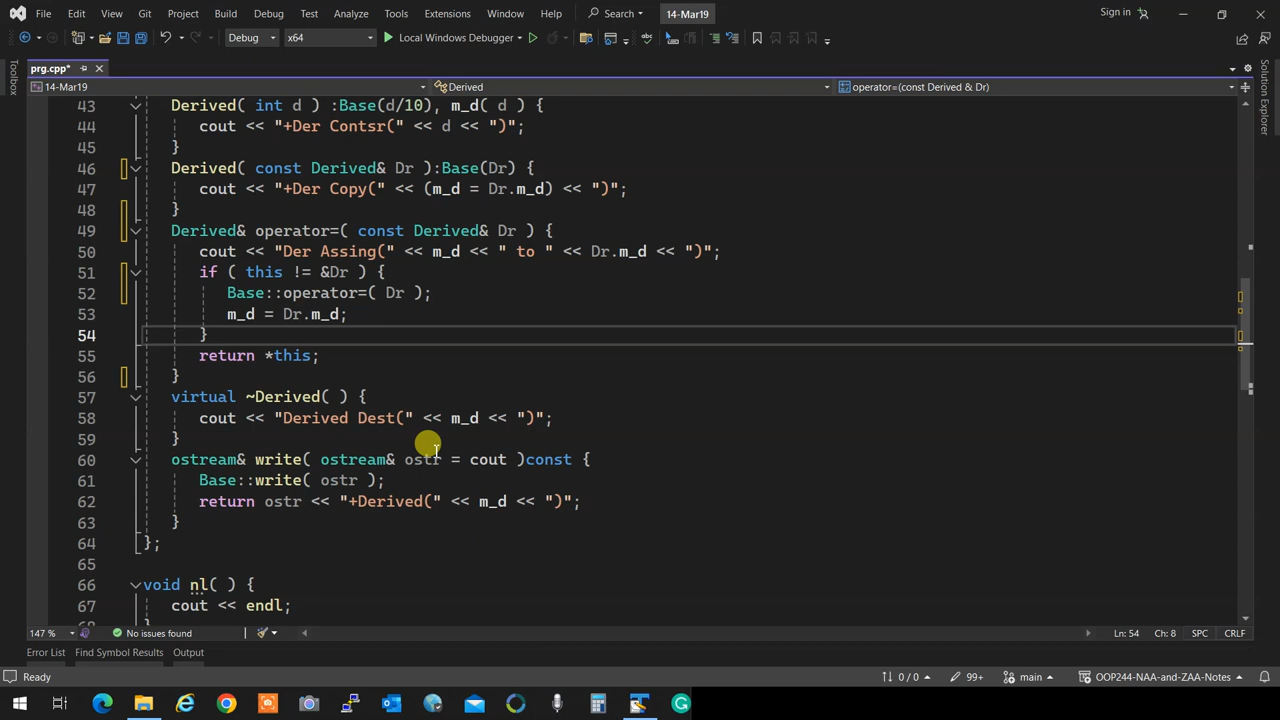 File Edit View Git Project Build Debug Test Analyze Tools Extensions Window Help Search 14-Mar19 Sign in
Debug x64 Local Windows Debugger
Toolbox
prg.cpp*
Solution Explorer
14-Mar19 Derived operator=(const Derived & Dr)
43 Derived( int d ) :Base(d/10), m_d( d ) {
44 cout << "+Der Contsr(" << d << ")";
45 }
46 Derived( const Derived& Dr ):Base(Dr) {
47 cout << "+Der Copy(" << (m_d = Dr.m_d) << ")";
48 }
49 Derived& operator=( const Derived& Dr ) {
50 cout << "Der Assing(" << m_d << " to " << Dr.m_d << ")";
51 if ( this != &Dr ) {
52 Base::operator=( Dr );
53 m_d = Dr.m_d;
54 }
55 return *this;
56 }
57 virtual ~Derived( ) {
58 cout << "Derived Dest(" << m_d << ")";
59 }
60 ostream& write( ostream& ostr = cout )const {
61 Base::write( ostr );
62 return ostr << "+Derived(" << m_d << ")";
63 }
64 };
65
66 void nl( ) {
67 cout << endl;
147 % No issues found Ln: 54 Ch: 8 SPC CRLF
Error List Find Symbol Results Output
Ready 0 / 0 99+ main OOP244-NAA-and-ZAA-Notes